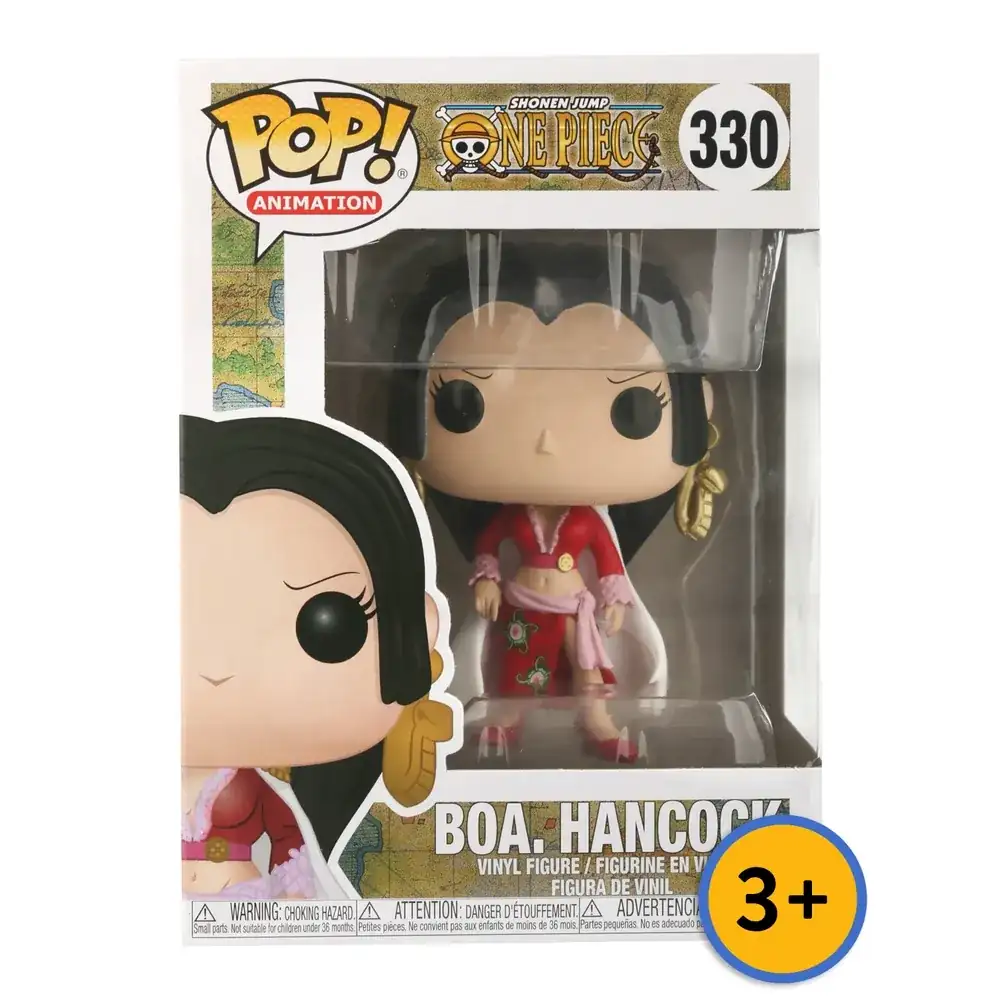 POP!®
ANIMATION
SHONEN JUMP
ONE PIECE
330
BOA. HANCOCK
VINYL FIGURE / FIGURINE EN
FIGURA DE VINIL
WARNING: CHOKING HAZARD.
Small parts. Not suitable for children under 36 months.
ATTENTION: DANGER D'ÉTOUFFEMENT.
Petites pièces. Ne convient pas aux enfants de moins de 36 mois.
ADVERTENCIA
Partes pequeñas. No es adecuado
3+